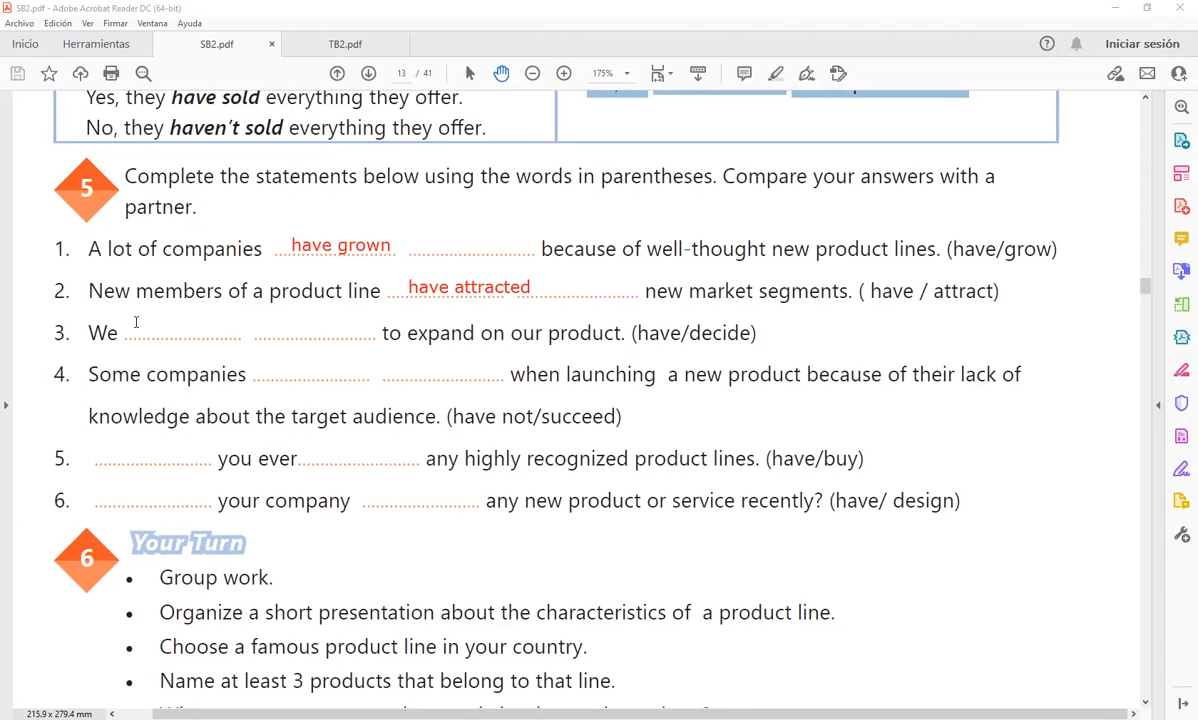 SB2.pdf - Adobe Acrobat Reader DC (64-bit)
Archivo Edición Ver Firmar Ventana Ayuda
Inicio Herramientas SB2.pdf × TB2.pdf Iniciar sesión
13 / 41 175%
Yes, they have sold everything they offer.
No, they haven't sold everything they offer.
5 Complete the statements below using the words in parentheses. Compare your answers with a
partner.
1. A lot of companies have grown .......................... because of well-thought new product lines. (have/grow)
2. New members of a product line have attracted new market segments. ( have / attract)
3. We ........................ ......................... to expand on our product. (have/decide)
4. Some companies ........................ ......................... when launching a new product because of their lack of
knowledge about the target audience. (have not/succeed)
5. ........................ you ever......................... any highly recognized product lines. (have/buy)
6. ........................ your company ........................ any new product or service recently? (have/ design)
6 Your Turn
• Group work.
• Organize a short presentation about the characteristics of a product line.
• Choose a famous product line in your country.
• Name at least 3 products that belong to that line.
215.9 x 279.4 mm